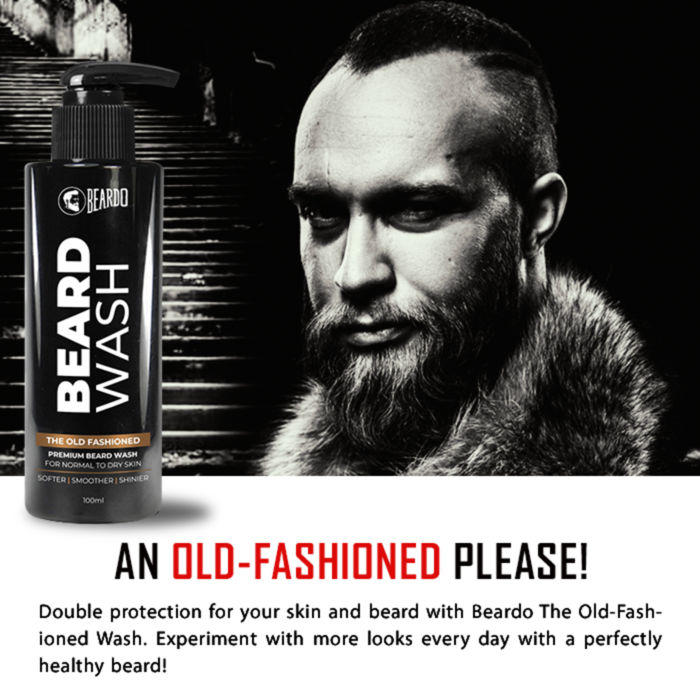 BEARDO
BEARD
WASH
THE OLD FASHIONED
PREMIUM BEARD WASH
FOR NORMAL TO DRY SKIN
SOFTER | SMOOTHER | SHINIER
100ml
AN OLD-FASHIONED PLEASE!
Double protection for your skin and beard with Beardo The Old-Fash-
ioned Wash. Experiment with more looks every day with a perfectly
healthy beard!